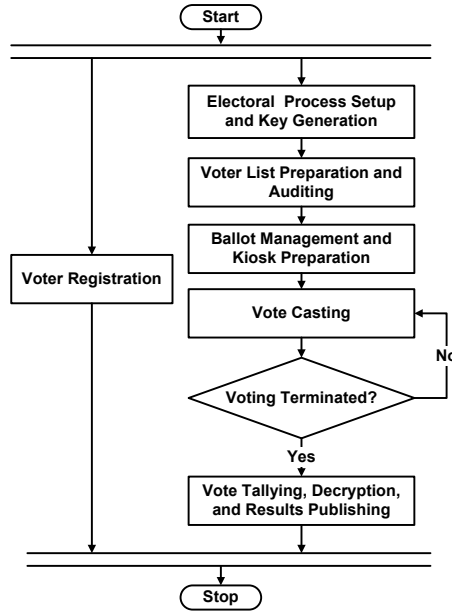 Start
Electoral Process Setup
and Key Generation
Voter List Preparation and
Auditing
Ballot Management and
Kiosk Preparation
Voter Registration
Vote Casting
No
Voting Terminated?
Yes
Vote Tallying, Decryption,
and Results Publishing
Stop